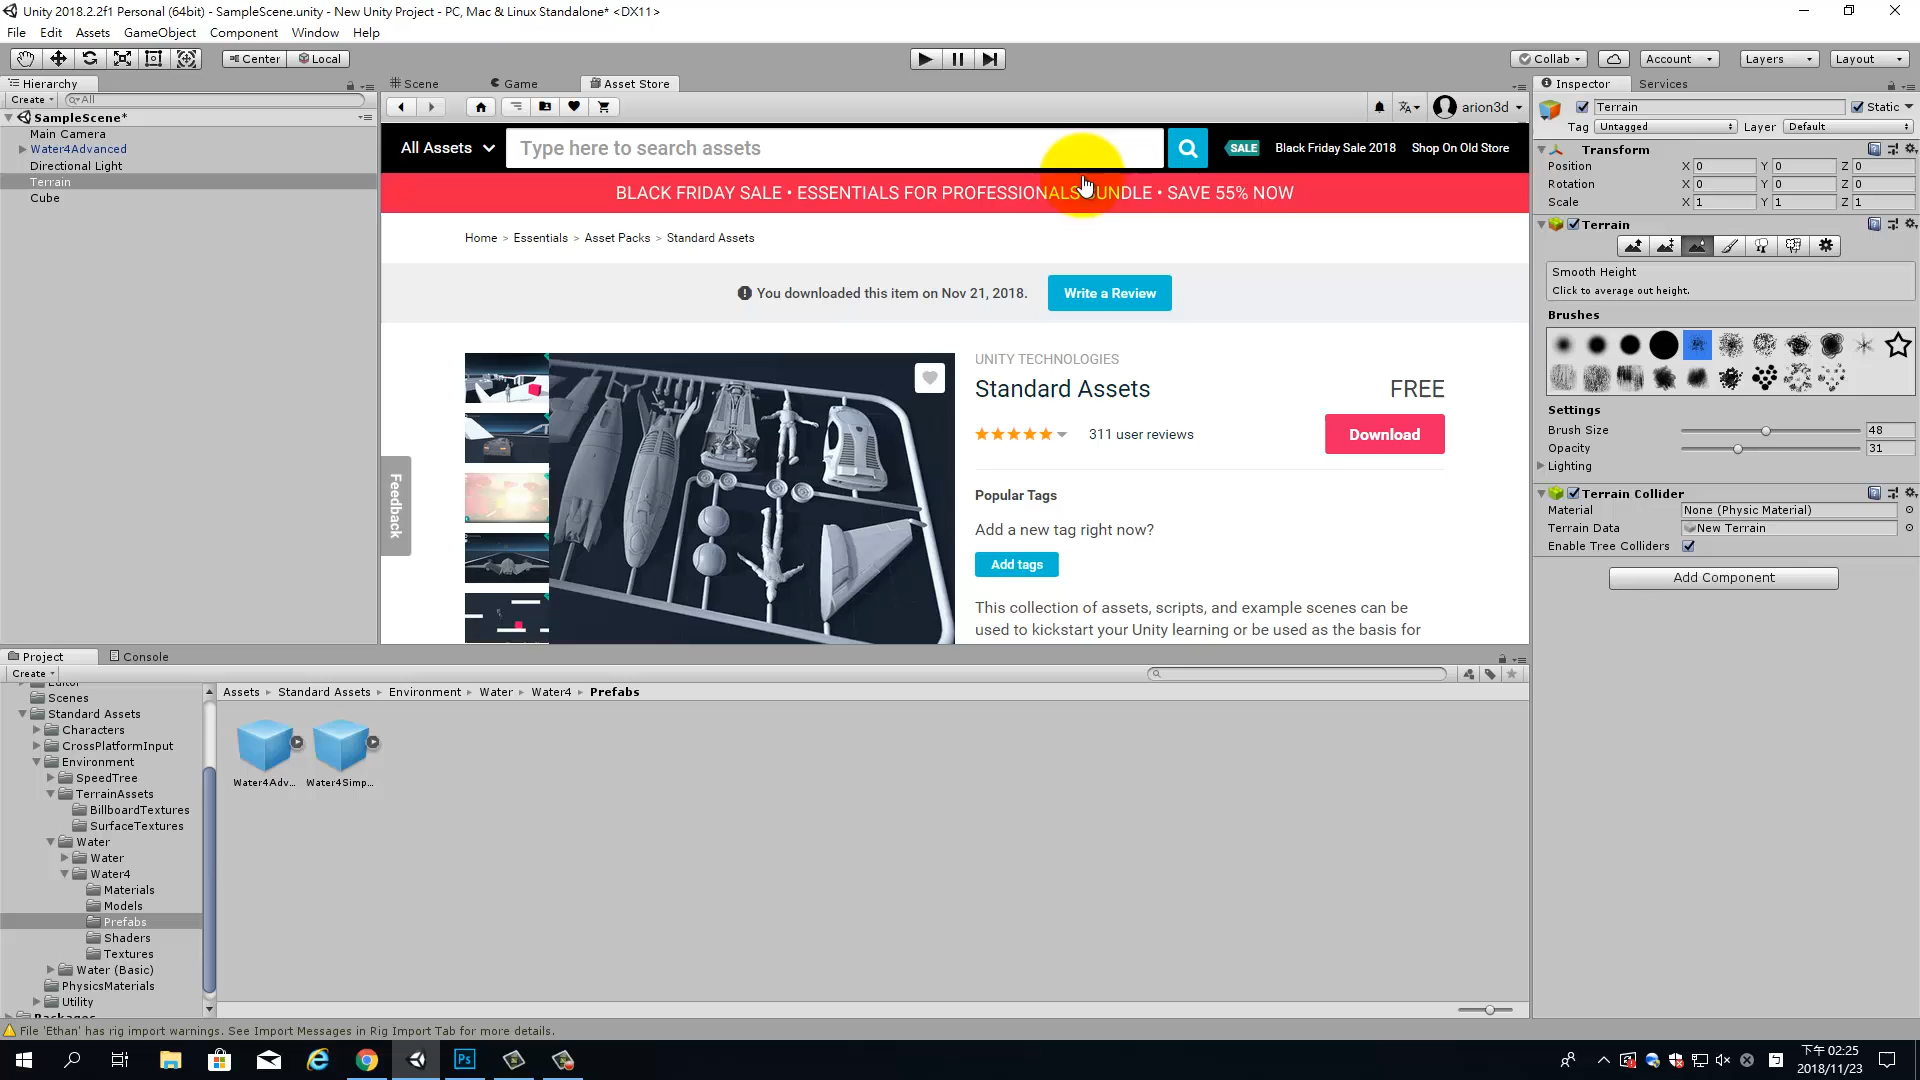 Unity 2018.2.2f1 Personal (64bit) - SampleScene.unity - New Unity Project - PC, Mac & Linux Standalone* <DX11>
File Edit Assets GameObject Component Window Help
Center Local Collab Account Layers Layout
Hierarchy
Create All
SampleScene*
Main Camera
Water4Advanced
Directional Light
Terrain
Cube
Scene Game Asset Store
arion3d
All Assets Type here to search assets SALE Black Friday Sale 2018 Shop On Old Store
BLACK FRIDAY SALE • ESSENTIALS FOR PROFESSIONALS BUNDLE • SAVE 55% NOW
Home > Essentials > Asset Packs > Standard Assets
You downloaded this item on Nov 21, 2018. Write a Review
UNITY TECHNOLOGIES
Standard Assets FREE
311 user reviews Download
Popular Tags
Add a new tag right now?
Add tags
This collection of assets, scripts, and example scenes can be
used to kickstart your Unity learning or be used as the basis for
Feedback
Inspector Services
Terrain Static
Tag Untagged Layer Default
Transform
Position X 0 Y 0 Z 0
Rotation X 0 Y 0 Z 0
Scale X 1 Y 1 Z 1
Terrain
Smooth Height
Click to average out height.
Brushes
Settings
Brush Size 48
Opacity 31
Lighting
Terrain Collider
Material None (Physic Material)
Terrain Data New Terrain
Enable Tree Colliders
Add Component
Project Console
Create
Editor
Scenes
Standard Assets
Characters
CrossPlatformInput
Environment
SpeedTree
TerrainAssets
BillboardTextures
SurfaceTextures
Water
Water
Water4
Materials
Models
Prefabs
Shaders
Textures
Water (Basic)
PhysicsMaterials
Utility
Packages
Assets Standard Assets Environment Water Water4 Prefabs
Water4Adv... Water4Simp...
File 'Ethan' has rig import warnings. See Import Messages in Rig Import Tab for more details.
Ps
下午 02:25
2018/11/23